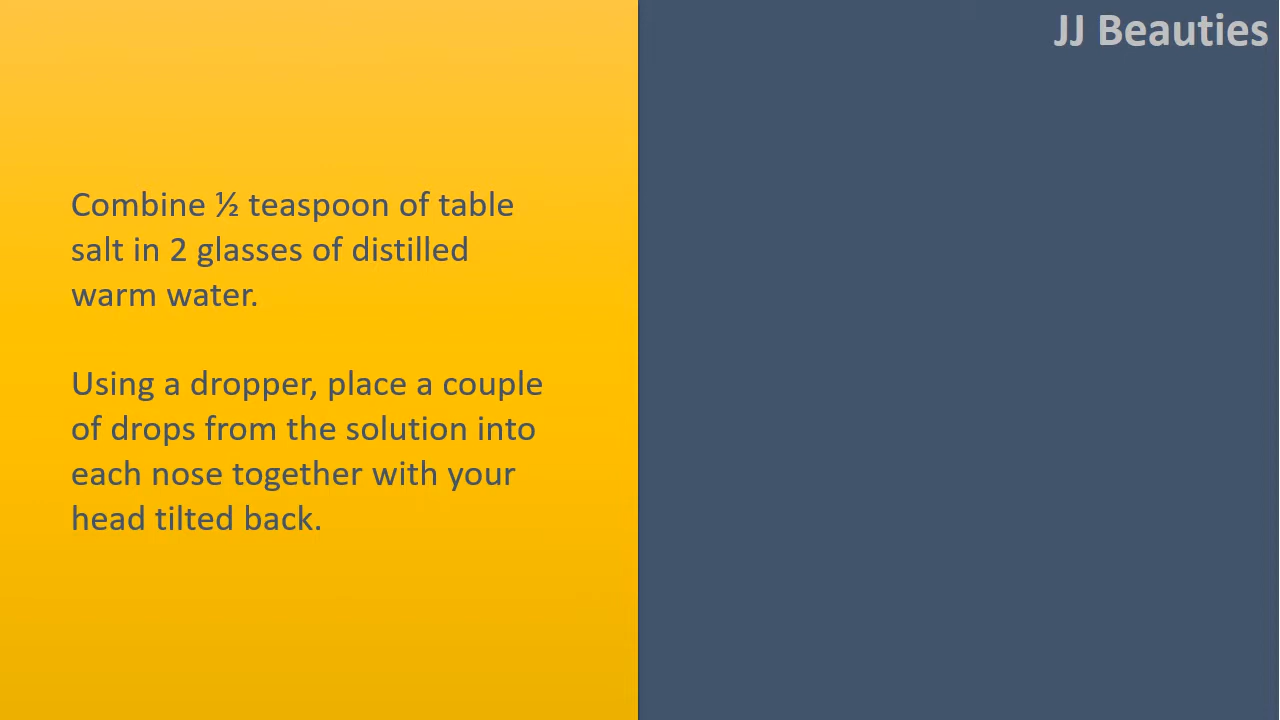 JJ Beauties
Combine ½ teaspoon of table
salt in 2 glasses of distilled
warm water.
Using a dropper, place a couple
of drops from the solution into
each nose together with your
head tilted back.